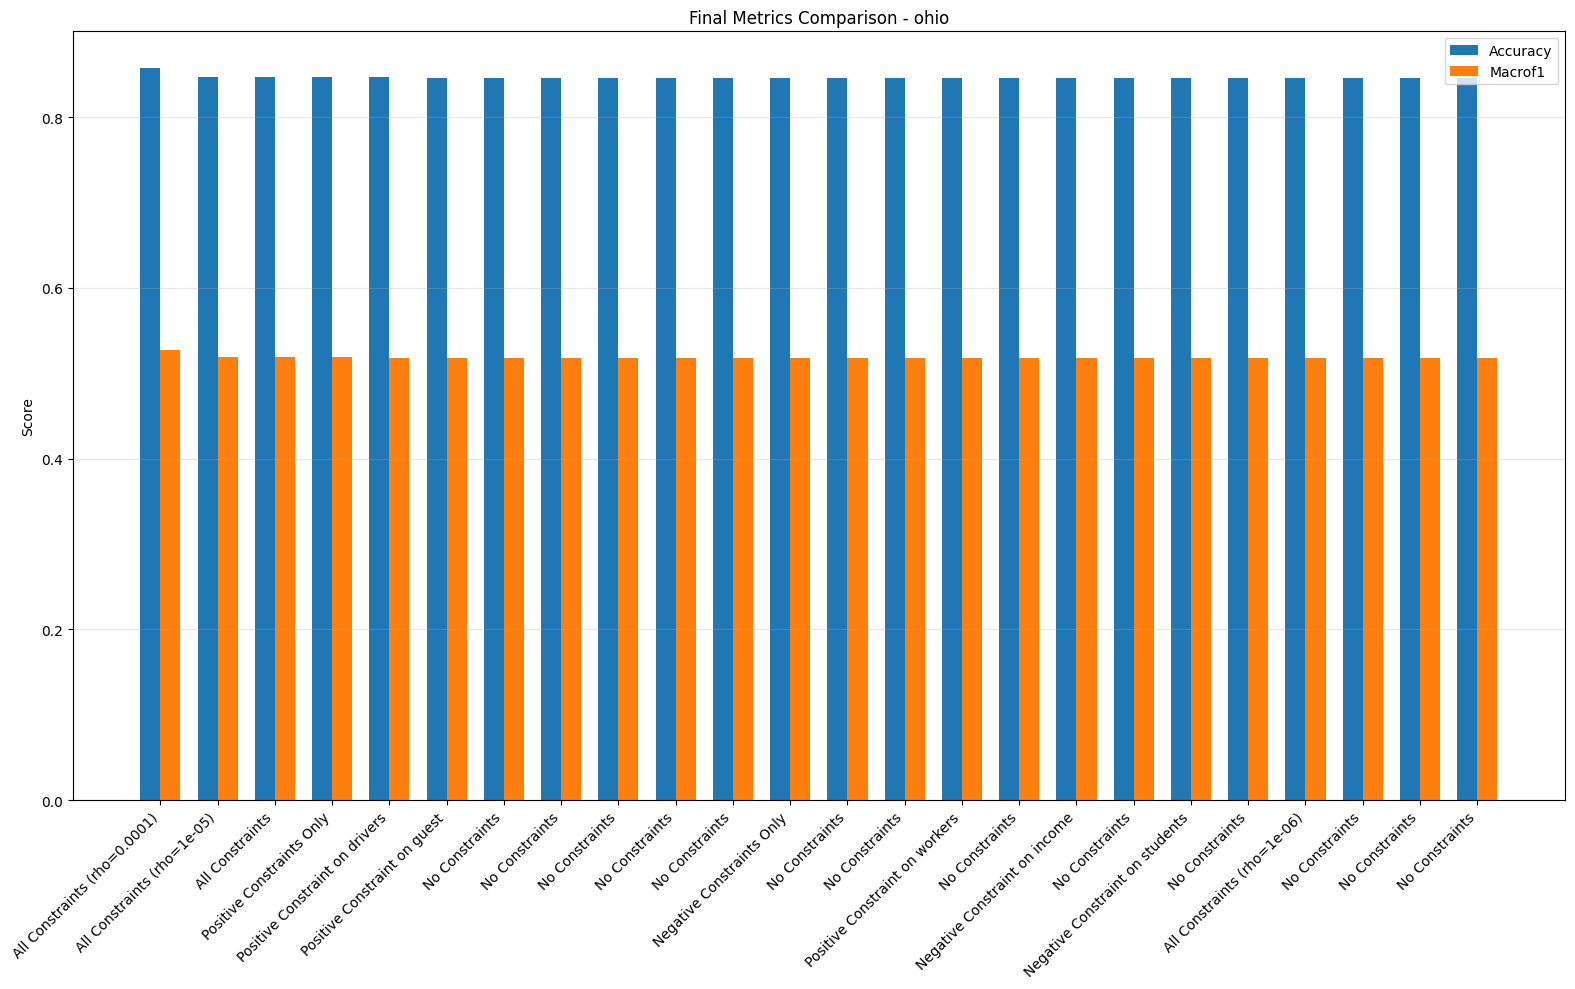 Final Metrics Comparison - ohio
Accuracy
Macrof1
Score
0.8
0.6
0.4
0.2
0.0
All Constraints (rho=0.0001)
All Constraints (rho=1e-05)
All Constraints
Positive Constraints Only
Positive Constraint on drivers
Positive Constraint on guest
No Constraints
No Constraints
No Constraints
No Constraints
No Constraints
Negative Constraints Only
No Constraints
No Constraints
Positive Constraint on workers
No Constraints
Negative Constraint on income
No Constraints
Negative Constraint on students
No Constraints
All Constraints (rho=1e-06)
No Constraints
No Constraints
No Constraints